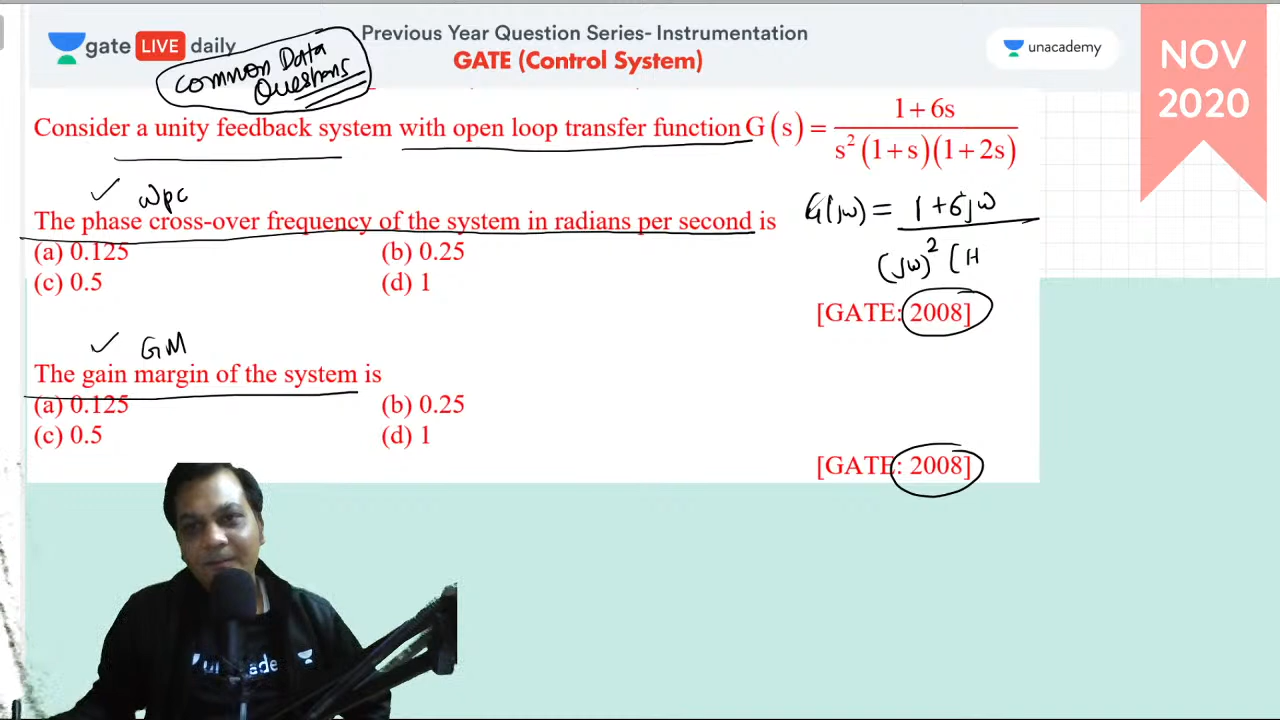 gate LIVE daily
Previous Year Question Series- Instrumentation
GATE (Control System)
unacademy
NOV
2020
Common Data
Questions
Consider a unity feedback system with open loop transfer function G(s) = (1+6s) / (s²(1+s)(1+2s))
ωpc
G(jω) = 1+6jω
(jω)² (1+
The phase cross-over frequency of the system in radians per second is
(a) 0.125 (b) 0.25
(c) 0.5 (d) 1
[GATE: 2008]
GM
The gain margin of the system is
(a) 0.125 (b) 0.25
(c) 0.5 (d) 1
[GATE: 2008]